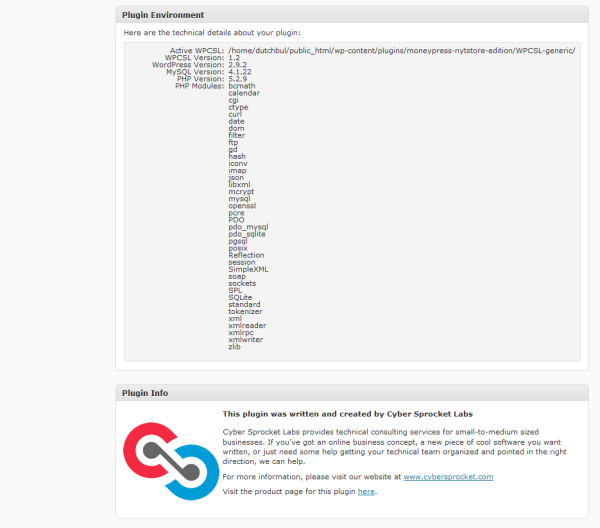 Plugin Environment
Here are the technical details about your plugin:
Active WPCSL: /home/dutchbul/public_html/wp-content/plugins/moneypress-nytstore-edition/WPCSL-generic/
WPCSL Version: 1.2
WordPress Version: 2.9.2
MySQL Version: 4.1.22
PHP Version: 5.2.9
PHP Modules: bcmath
calendar
cgi
ctype
curl
date
dom
filter
ftp
gd
hash
iconv
imap
json
libxml
mcrypt
mysql
openssl
pcre
PDO
pdo_mysql
pdo_sqlite
pgsql
posix
Reflection
session
SimpleXML
soap
sockets
SPL
SQLite
standard
tokenizer
xml
xmlreader
xmlrpc
xmlwriter
zlib
Plugin Info
This plugin was written and created by Cyber Sprocket Labs
Cyber Sprocket Labs provides technical consulting services for small-to-medium sized
businesses. If you've got an online business concept, a new piece of cool software you want
written, or just need some help getting your technical team organized and pointed in the right
direction, we can help.
For more information, please visit our website at www.cybersprocket.com
Visit the product page for this plugin here.